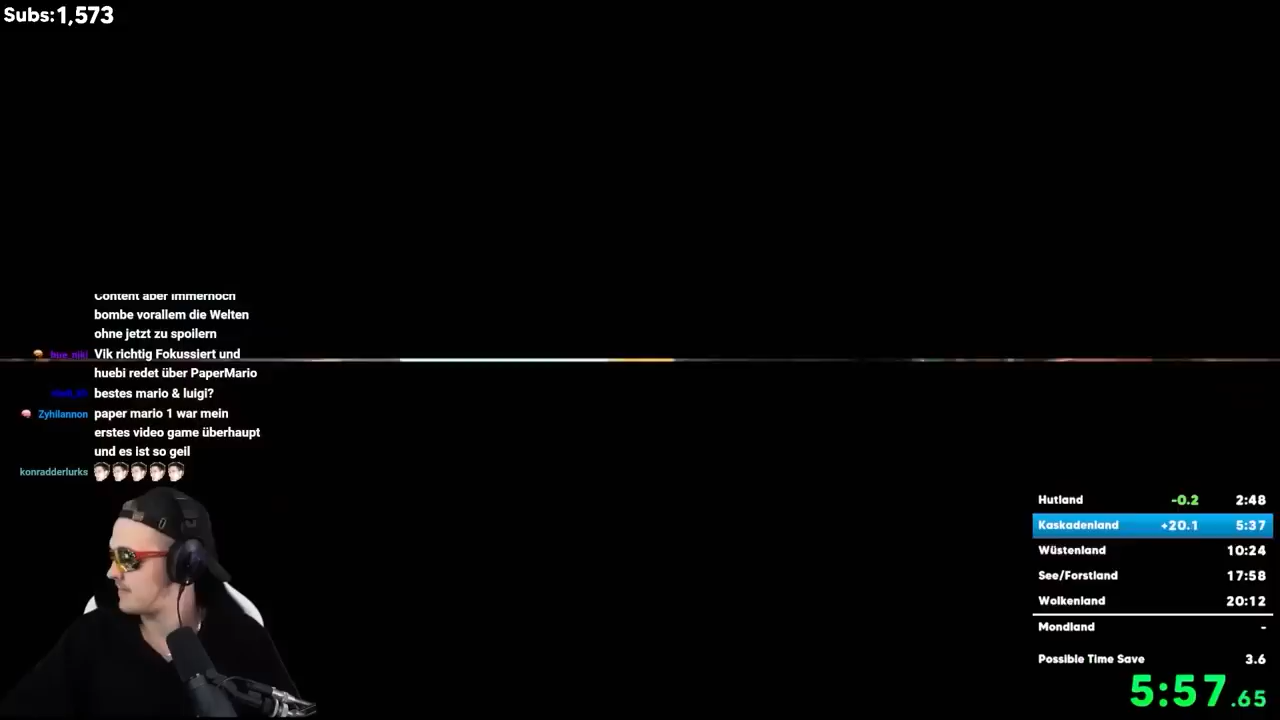 Subs:1,573
Content aber immernoch
bombe vorallem die Welten
ohne jetzt zu spoilern
Vik richtig Fokussiert und
huebi redet über PaperMario
bestes mario & luigi?
Zyhilannon paper mario 1 war mein
erstes video game überhaupt
und es ist so geil
konradderlurks
Hutland -0.2 2:48
Kaskadenland +20.1 5:37
Wüstenland 10:24
See/Forstland 17:58
Wolkenland 20:12
Mondland -
Possible Time Save 3.6
5:57.65